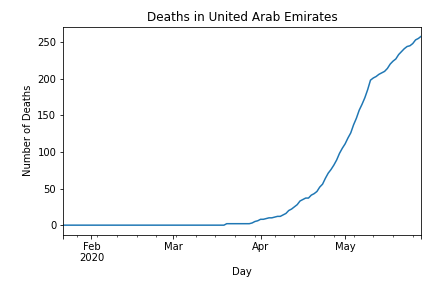 Deaths in United Arab Emirates
250
200
150
100
50
0
Number of Deaths
Feb
2020
Mar
Apr
May
Day